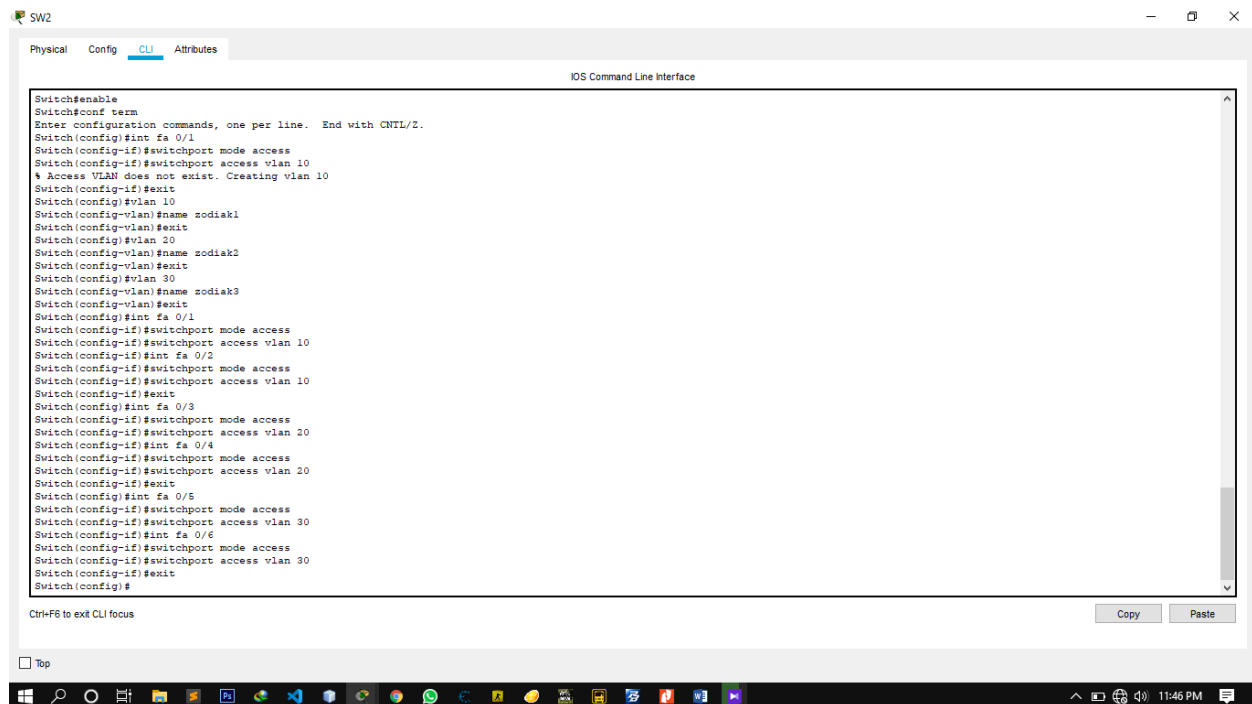 SW2
Physical Config CLI Attributes
IOS Command Line Interface
Switch#enable
Switch#conf term
Enter configuration commands, one per line.  End with CNTL/Z.
Switch(config)#int fa 0/1
Switch(config-if)#switchport mode access
Switch(config-if)#switchport access vlan 10
% Access VLAN does not exist. Creating vlan 10
Switch(config-if)#exit
Switch(config)#vlan 10
Switch(config-vlan)#name zodiak1
Switch(config-vlan)#exit
Switch(config)#vlan 20
Switch(config-vlan)#name zodiak2
Switch(config-vlan)#exit
Switch(config)#vlan 30
Switch(config-vlan)#name zodiak3
Switch(config-vlan)#exit
Switch(config)#int fa 0/1
Switch(config-if)#switchport mode access
Switch(config-if)#switchport access vlan 10
Switch(config-if)#int fa 0/2
Switch(config-if)#switchport mode access
Switch(config-if)#switchport access vlan 10
Switch(config-if)#exit
Switch(config)#int fa 0/3
Switch(config-if)#switchport mode access
Switch(config-if)#switchport access vlan 20
Switch(config-if)#int fa 0/4
Switch(config-if)#switchport mode access
Switch(config-if)#switchport access vlan 20
Switch(config-if)#exit
Switch(config)#int fa 0/5
Switch(config-if)#switchport mode access
Switch(config-if)#switchport access vlan 30
Switch(config-if)#int fa 0/6
Switch(config-if)#switchport mode access
Switch(config-if)#switchport access vlan 30
Switch(config-if)#exit
Switch(config)#
Ctrl+F6 to exit CLI focus
Copy Paste
Top
11:46 PM